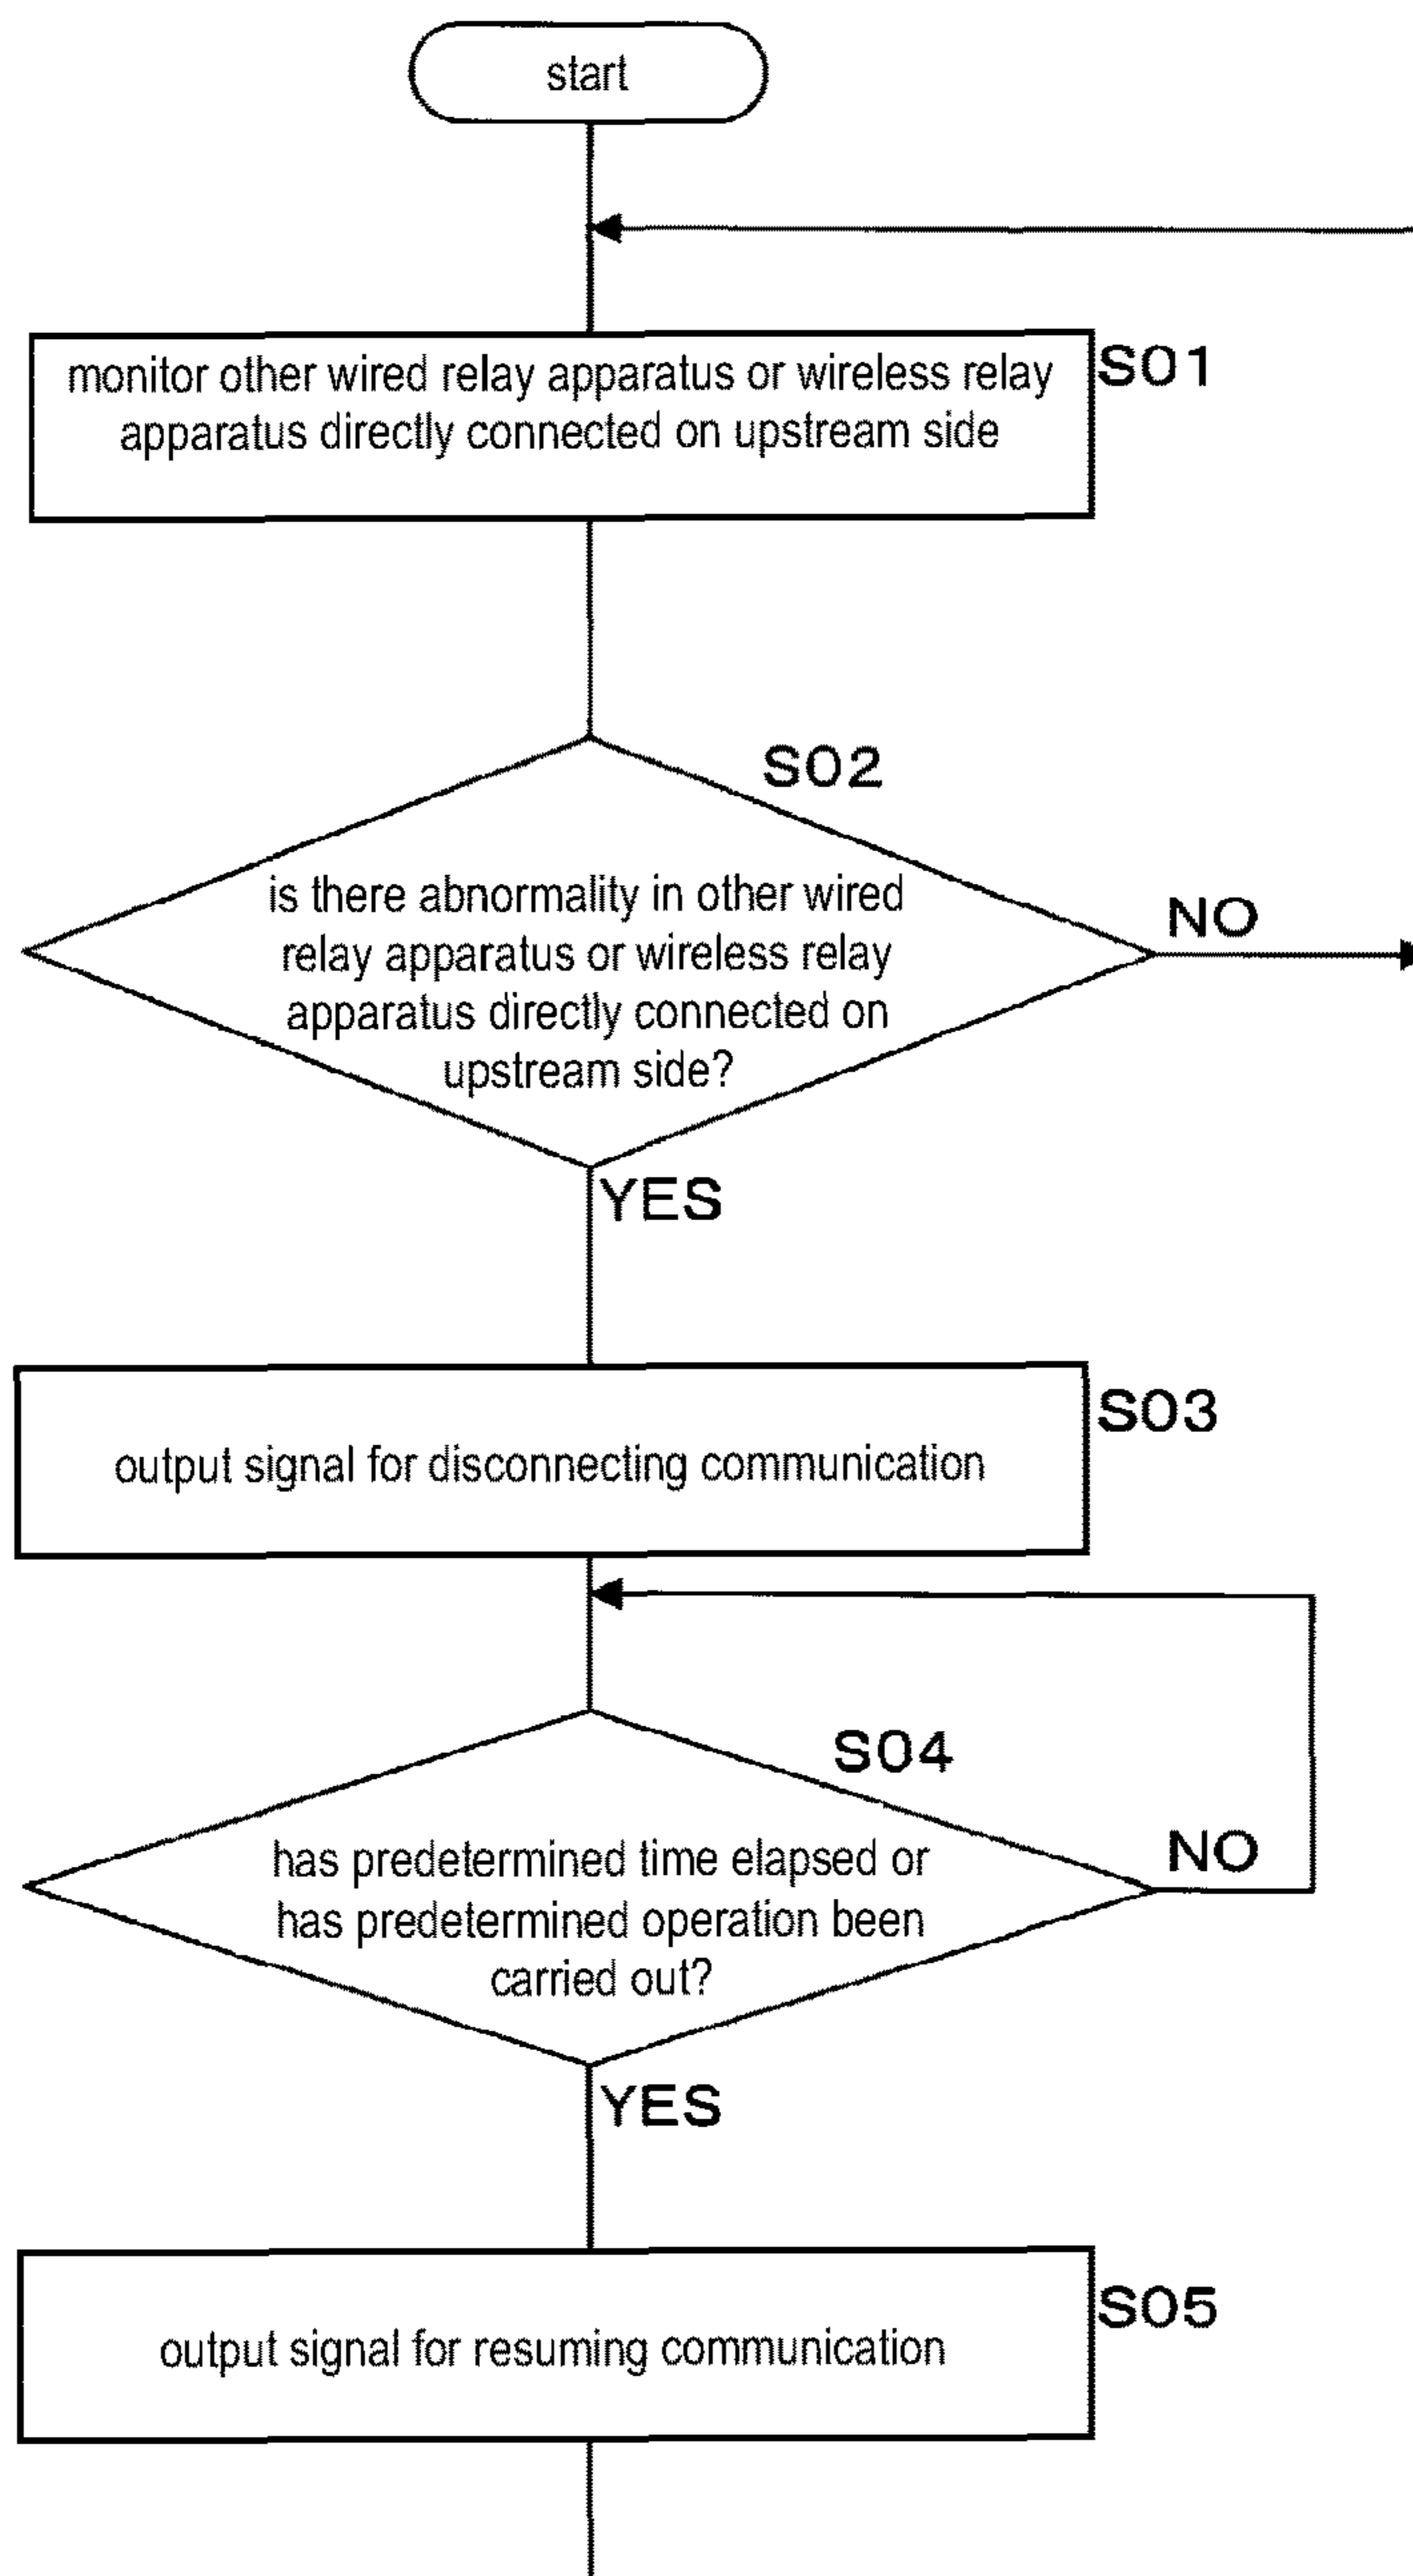 start
monitor other wired relay apparatus or wireless relay
apparatus directly connected on upstream side
S01
S02
is there abnormality in other wired
relay apparatus or wireless relay
apparatus directly connected on
upstream side?
NO
YES
output signal for disconnecting communication
S03
S04
has predetermined time elapsed or
has predetermined operation been
carried out?
NO
YES
output signal for resuming communication
S05